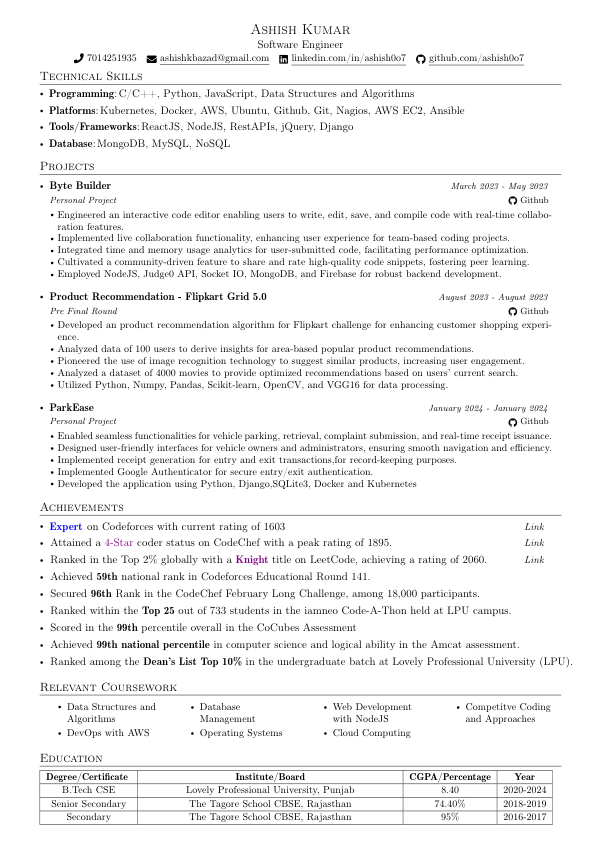 Ashish Kumar
Software Engineer
7014251935 ashishkbazad@gmail.com linkedin.com/in/ashish0o7 github.com/ashish0o7
Technical Skills
• Programming: C/C++, Python, JavaScript, Data Structures and Algorithms
• Platforms: Kubernetes, Docker, AWS, Ubuntu, Github, Git, Nagios, AWS EC2, Ansible
• Tools/Frameworks: ReactJS, NodeJS, RestAPIs, jQuery, Django
• Database: MongoDB, MySQL, NoSQL
Projects
• Byte Builder March 2023 - May 2023
Personal Project Github
• Engineered an interactive code editor enabling users to write, edit, save, and compile code with real-time collabo-
ration features.
• Implemented live collaboration functionality, enhancing user experience for team-based coding projects.
• Integrated time and memory usage analytics for user-submitted code, facilitating performance optimization.
• Cultivated a community-driven feature to share and rate high-quality code snippets, fostering peer learning.
• Employed NodeJS, Judge0 API, Socket IO, MongoDB, and Firebase for robust backend development.
• Product Recommendation - Flipkart Grid 5.0 August 2023 - August 2023
Pre Final Round Github
• Developed an product recommendation algorithm for Flipkart challenge for enhancing customer shopping experi-
ence.
• Analyzed data of 100 users to derive insights for area-based popular product recommendations.
• Pioneered the use of image recognition technology to suggest similar products, increasing user engagement.
• Analyzed a dataset of 4000 movies to provide optimized recommendations based on users' current search.
• Utilized Python, Numpy, Pandas, Scikit-learn, OpenCV, and VGG16 for data processing.
• ParkEase January 2024 - January 2024
Personal Project Github
• Enabled seamless functionalities for vehicle parking, retrieval, complaint submission, and real-time receipt issuance.
• Designed user-friendly interfaces for vehicle owners and administrators, ensuring smooth navigation and efficiency.
• Implemented receipt generation for entry and exit transactions,for record-keeping purposes.
• Implemented Google Authenticator for secure entry/exit authentication.
• Developed the application using Python, Django,SQLite3, Docker and Kubernetes
Achievements
• Expert on Codeforces with current rating of 1603 Link
• Attained a 4-Star coder status on CodeChef with a peak rating of 1895. Link
• Ranked in the Top 2% globally with a Knight title on LeetCode, achieving a rating of 2060. Link
• Achieved 59th national rank in Codeforces Educational Round 141.
• Secured 96th Rank in the CodeChef February Long Challenge, among 18,000 participants.
• Ranked within the Top 25 out of 733 students in the iamneo Code-A-Thon held at LPU campus.
• Scored in the 99th percentile overall in the CoCubes Assessment
• Achieved 99th national percentile in computer science and logical ability in the Amcat assessment.
• Ranked among the Dean's List Top 10% in the undergraduate batch at Lovely Professional University (LPU).
Relevant Coursework
• Data Structures and • Database • Web Development • Competitve Coding
Algorithms Management with NodeJS and Approaches
• DevOps with AWS • Operating Systems • Cloud Computing
Education
Degree/Certificate Institute/Board CGPA/Percentage Year
B.Tech CSE Lovely Professional University, Punjab 8.40 2020-2024
Senior Secondary The Tagore School CBSE, Rajasthan 74.40% 2018-2019
Secondary The Tagore School CBSE, Rajasthan 95% 2016-2017